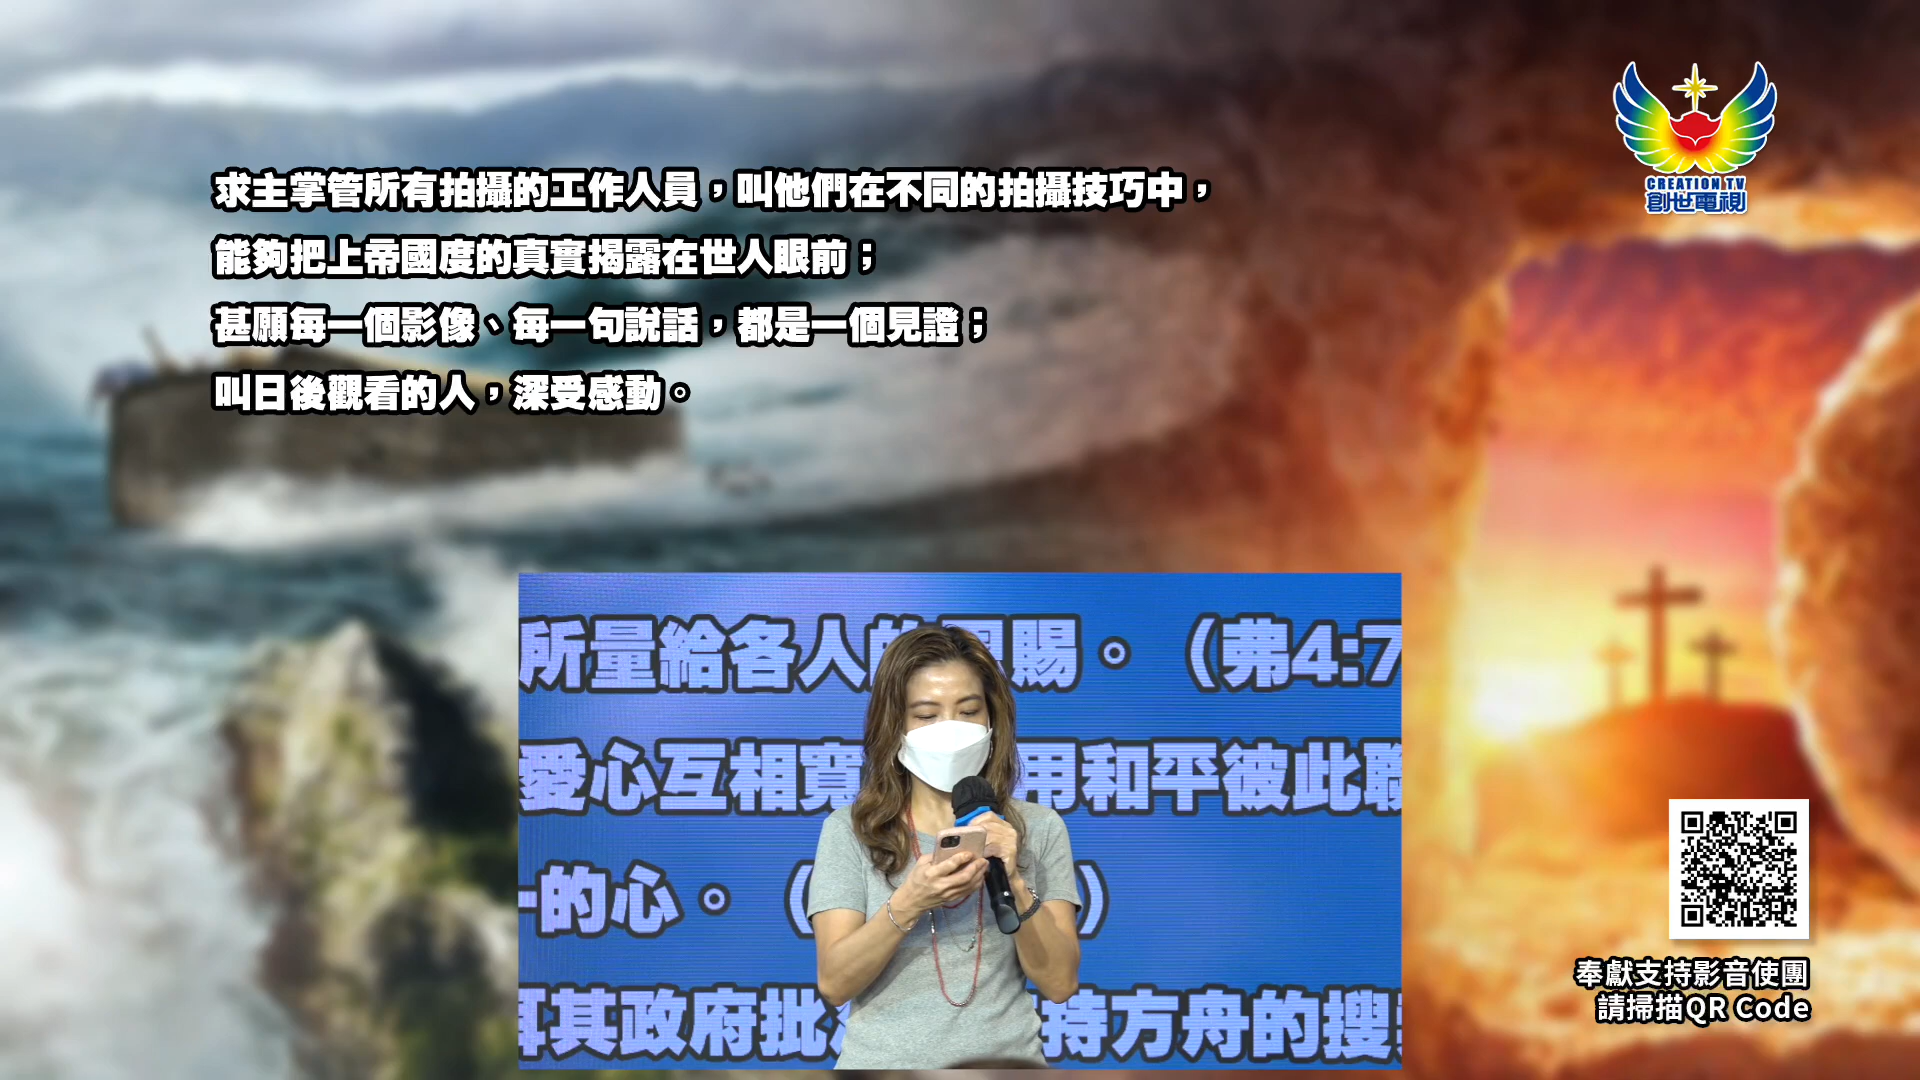 求主掌管所有拍攝的工作人員，叫他們在不同的拍攝技巧中，
能夠把上帝國度的真實揭露在世人眼前；
甚願每一個影像、每一句說話，都是一個見證；
叫日後觀看的人，深受感動。
CREATION TV
創世電視
所量給各人的恩賜。（弗4:7
愛心互相寬 用和平彼此聯
的心。（ ）
耳其政府批 持方舟的搜
奉獻支持影音使團
請掃描QR Code